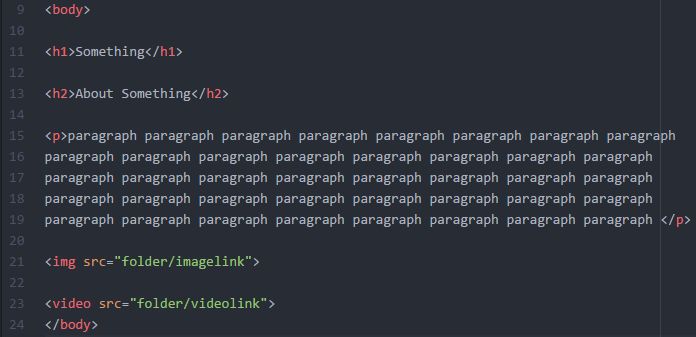 9 <body>
10
11 <h1>Something</h1>
12
13 <h2>About Something</h2>
14
15 <p>paragraph paragraph paragraph paragraph paragraph paragraph paragraph paragraph
16 paragraph paragraph paragraph paragraph paragraph paragraph paragraph paragraph
17 paragraph paragraph paragraph paragraph paragraph paragraph paragraph paragraph
18 paragraph paragraph paragraph paragraph paragraph paragraph paragraph paragraph
19 paragraph paragraph paragraph paragraph paragraph paragraph paragraph paragraph </p>
20
21 <img src="folder/imagelink">
22
23 <video src="folder/videolink">
24 </body>